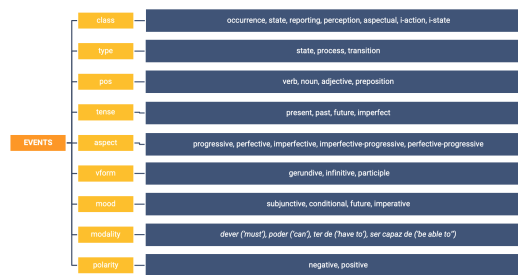 class
occurrence, state, reporting, perception, aspectual, i-action, i-state
type
state, process, transition
pos
verb, noun, adjective, preposition
tense
present, past, future, imperfect
EVENTS
aspect
progressive, perfective, imperfective, imperfective-progressive, perfective-progressive
vform
gerundive, infinitive, participle
mood
subjunctive, conditional, future, imperative
modality
dever ('must'), poder ('can'), ter de ('have to'), ser capaz de ('be able to'')
polarity
negative, positive